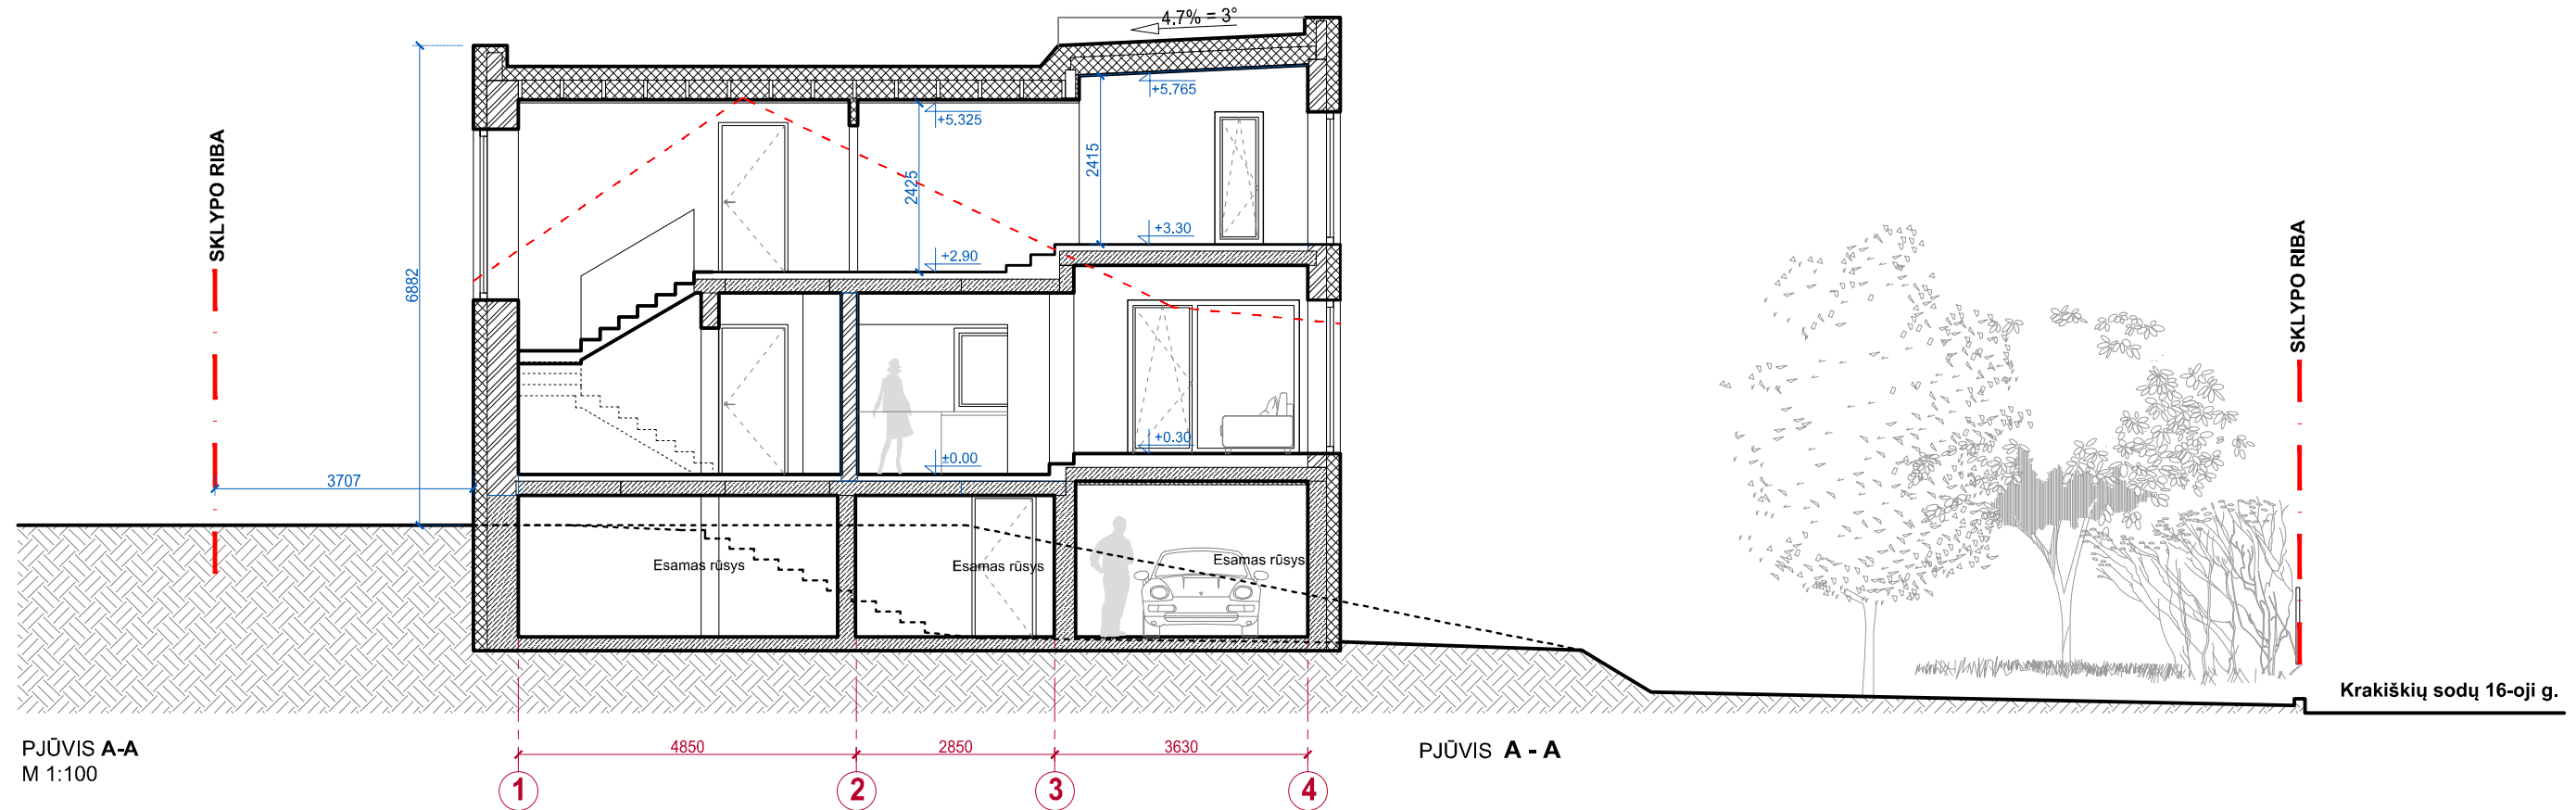 4.7% = 3°
+5.765
+5.325
SKLYPO RIBA
2415
2425
+3.30
SKLYPO RIBA
+2.90
6882
+0.30
±0.00
3707
Esamas rūsys
Esamas rūsys
Esamas rūsys
Krakiškių sodų 16-oji g.
PJŪVIS A-A
M 1:100
4850
2850
3630
PJŪVIS A - A
1
2
3
4